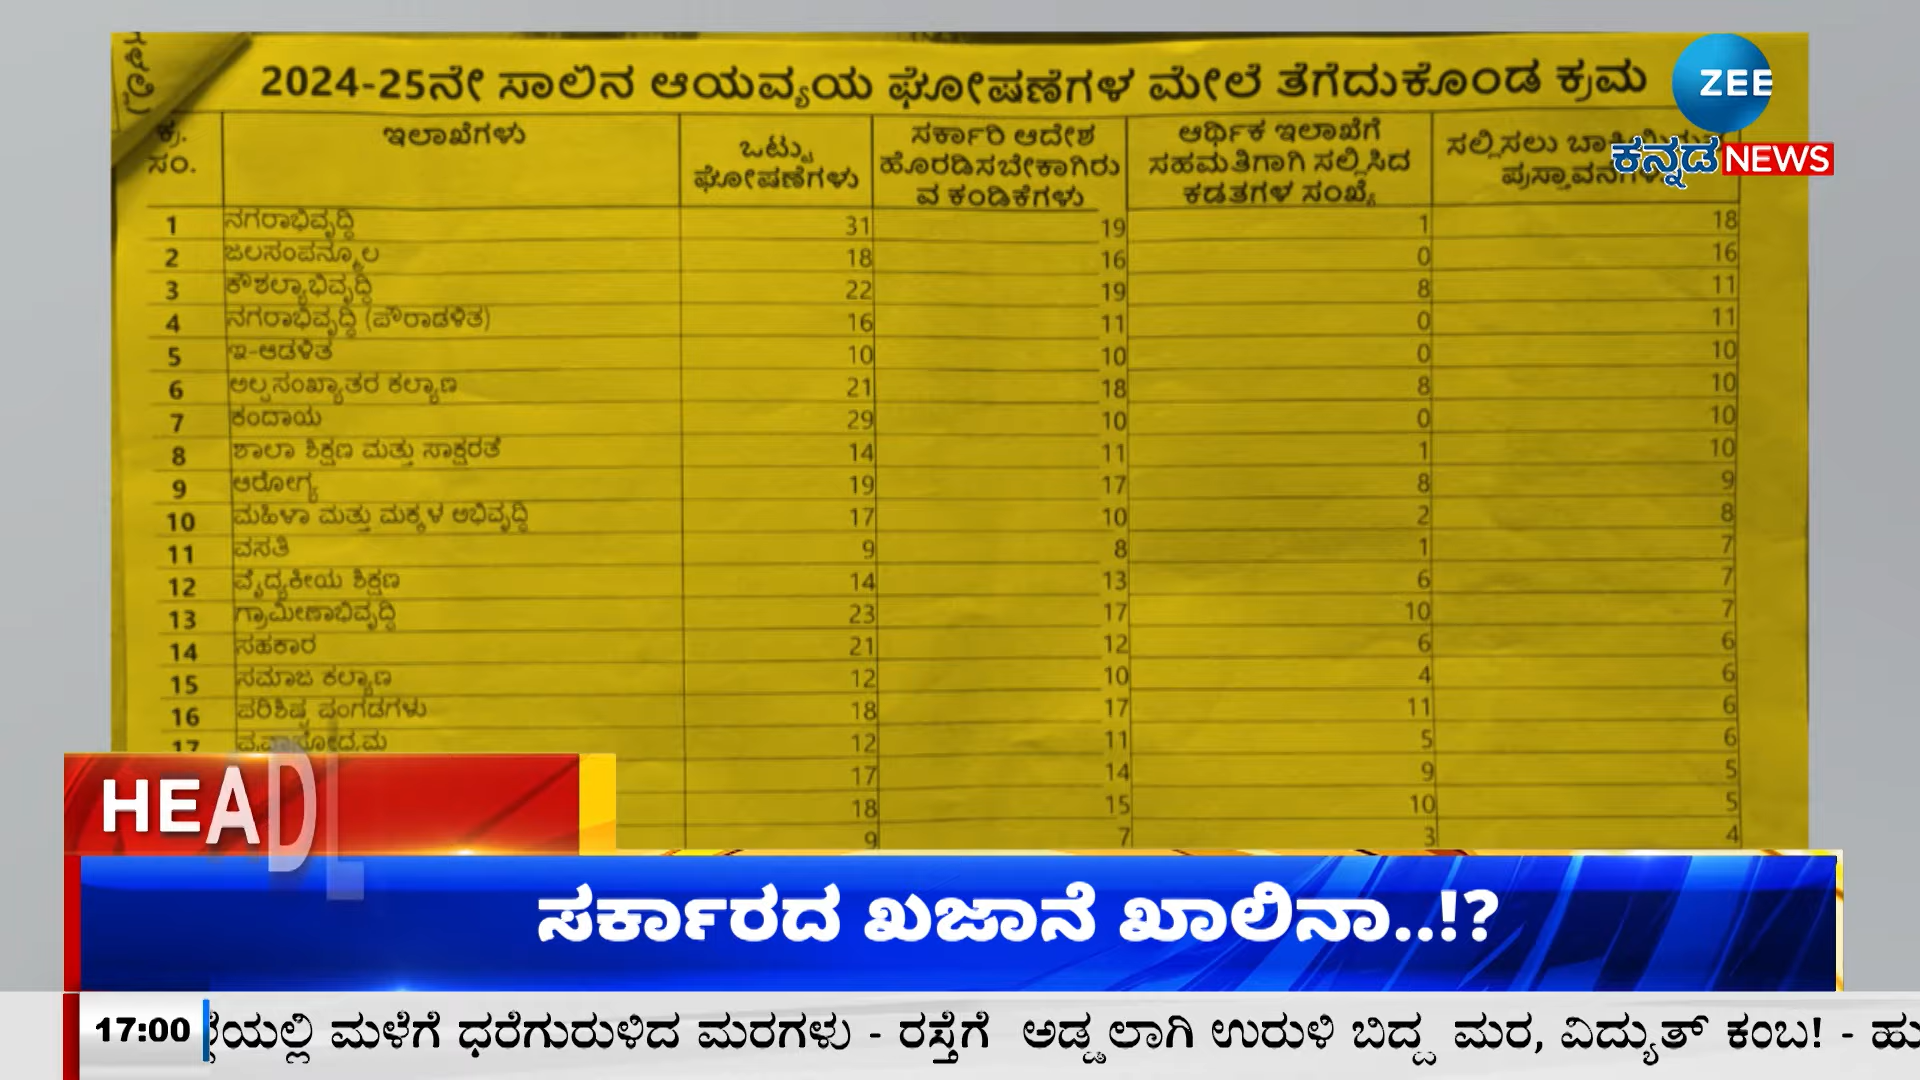 2024-25ನೇ ಸಾಲಿನ ಆಯವ್ಯಯ ಘೋಷಣೆಗಳ ಮೇಲೆ ತೆಗೆದುಕೊಂಡ ಕ್ರಮ
ZEE
ಕನ್ನಡ NEWS
ಕ್ರ. ಸಂ. ಇಲಾಖೆಗಳು ಒಟ್ಟು ಘೋಷಣೆಗಳು ಸರ್ಕಾರಿ ಆದೇಶ ಹೊರಡಿಸಬೇಕಾಗಿರುವ ಕಂಡಿಕೆಗಳು ಆರ್ಥಿಕ ಇಲಾಖೆಗೆ ಸಹಮತಿಗಾಗಿ ಸಲ್ಲಿಸಿದ ಕಡತಗಳ ಸಂಖ್ಯೆ ಸಲ್ಲಿಸಲು
1 ನಗರಾಭಿವೃದ್ಧಿ 31 19 1 18
2 ಜಲಸಂಪನ್ಮೂಲ 18 16 0 16
3 ಕೌಶಲ್ಯಾಭಿವೃದ್ಧಿ 22 19 8 11
4 ನಗರಾಭಿವೃದ್ಧಿ (ಪೌರಾಡಳಿತ) 16 11 0 11
5 ಇ-ಆಡಳಿತ 10 10 0 10
6 ಅಲ್ಪಸಂಖ್ಯಾತರ ಕಲ್ಯಾಣ 21 18 8 10
7 ಕಂದಾಯ 29 10 0 10
8 ಶಾಲಾ ಶಿಕ್ಷಣ ಮತ್ತು ಸಾಕ್ಷರತೆ 14 11 1 10
9 ಆರೋಗ್ಯ 19 17 8 9
10 ಮಹಿಳಾ ಮತ್ತು ಮಕ್ಕಳ ಅಭಿವೃದ್ಧಿ 17 10 2 8
11 ವಸತಿ 9 8 1 7
12 ವೈದ್ಯಕೀಯ ಶಿಕ್ಷಣ 14 13 6 7
13 ಗ್ರಾಮೀಣಾಭಿವೃದ್ಧಿ 23 17 10 7
14 ಸಹಕಾರ 21 12 6 6
15 ಸಮಾಜ ಕಲ್ಯಾಣ 12 10 4 6
16 ಪರಿಶಿಷ್ಟ ಪಂಗಡಗಳು 18 17 11 6
17 ಪ್ರವಾಸೋದ್ಯಮ 12 11 5 6
17 14 9 5
18 15 10 5
9 7 3 4
HEADL
ಸರ್ಕಾರದ ಖಜಾನೆ ಖಾಲಿನಾ..!?
17:00 ಮಳೆಗೆ ಧರೆಗುರುಳಿದ ಮರಗಳು - ರಸ್ತೆಗೆ ಅಡ್ಡಲಾಗಿ ಉರುಳಿ ಬಿದ್ದ ಮರ, ವಿದ್ಯುತ್ ಕಂಬ! -